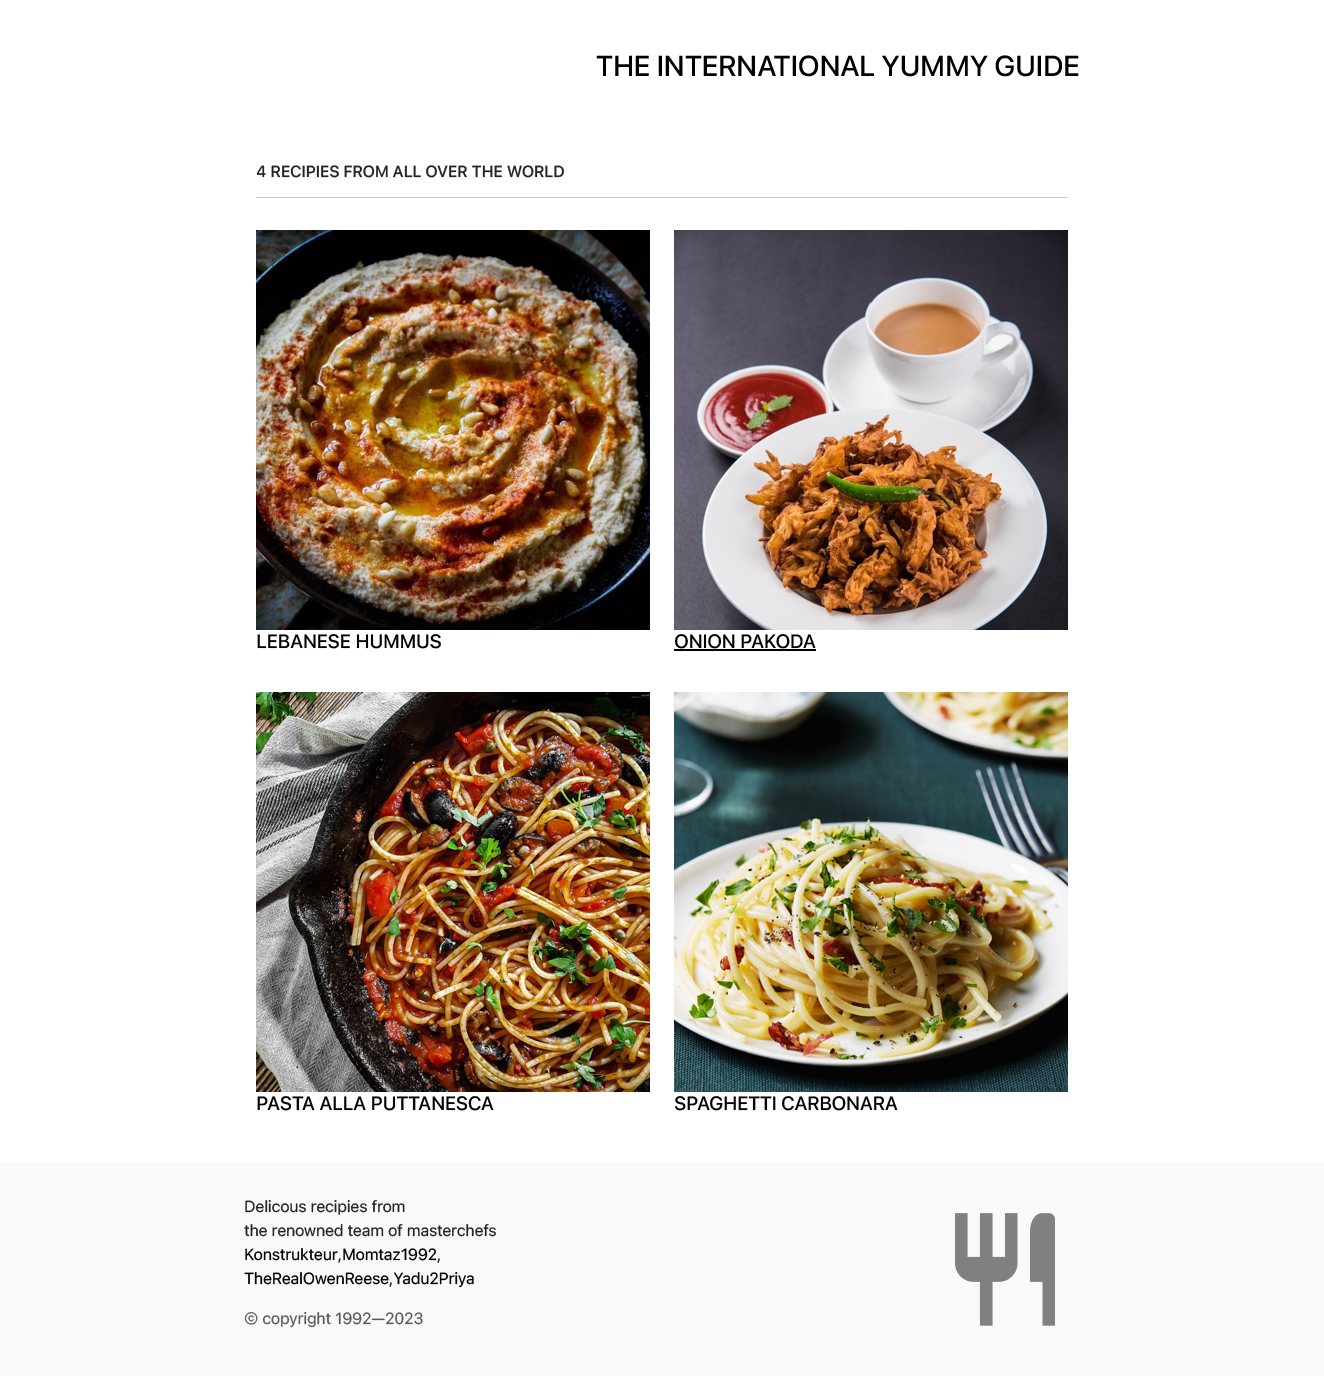 THE INTERNATIONAL YUMMY GUIDE
4 RECIPIES FROM ALL OVER THE WORLD
LEBANESE HUMMUS
ONION PAKODA
PASTA ALLA PUTTANESCA
SPAGHETTI CARBONARA
Delicous recipies from
the renowned team of masterchefs
Konstrukteur,Momtaz1992,
TheRealOwenReese,Yadu2Priya
© copyright 1992—2023